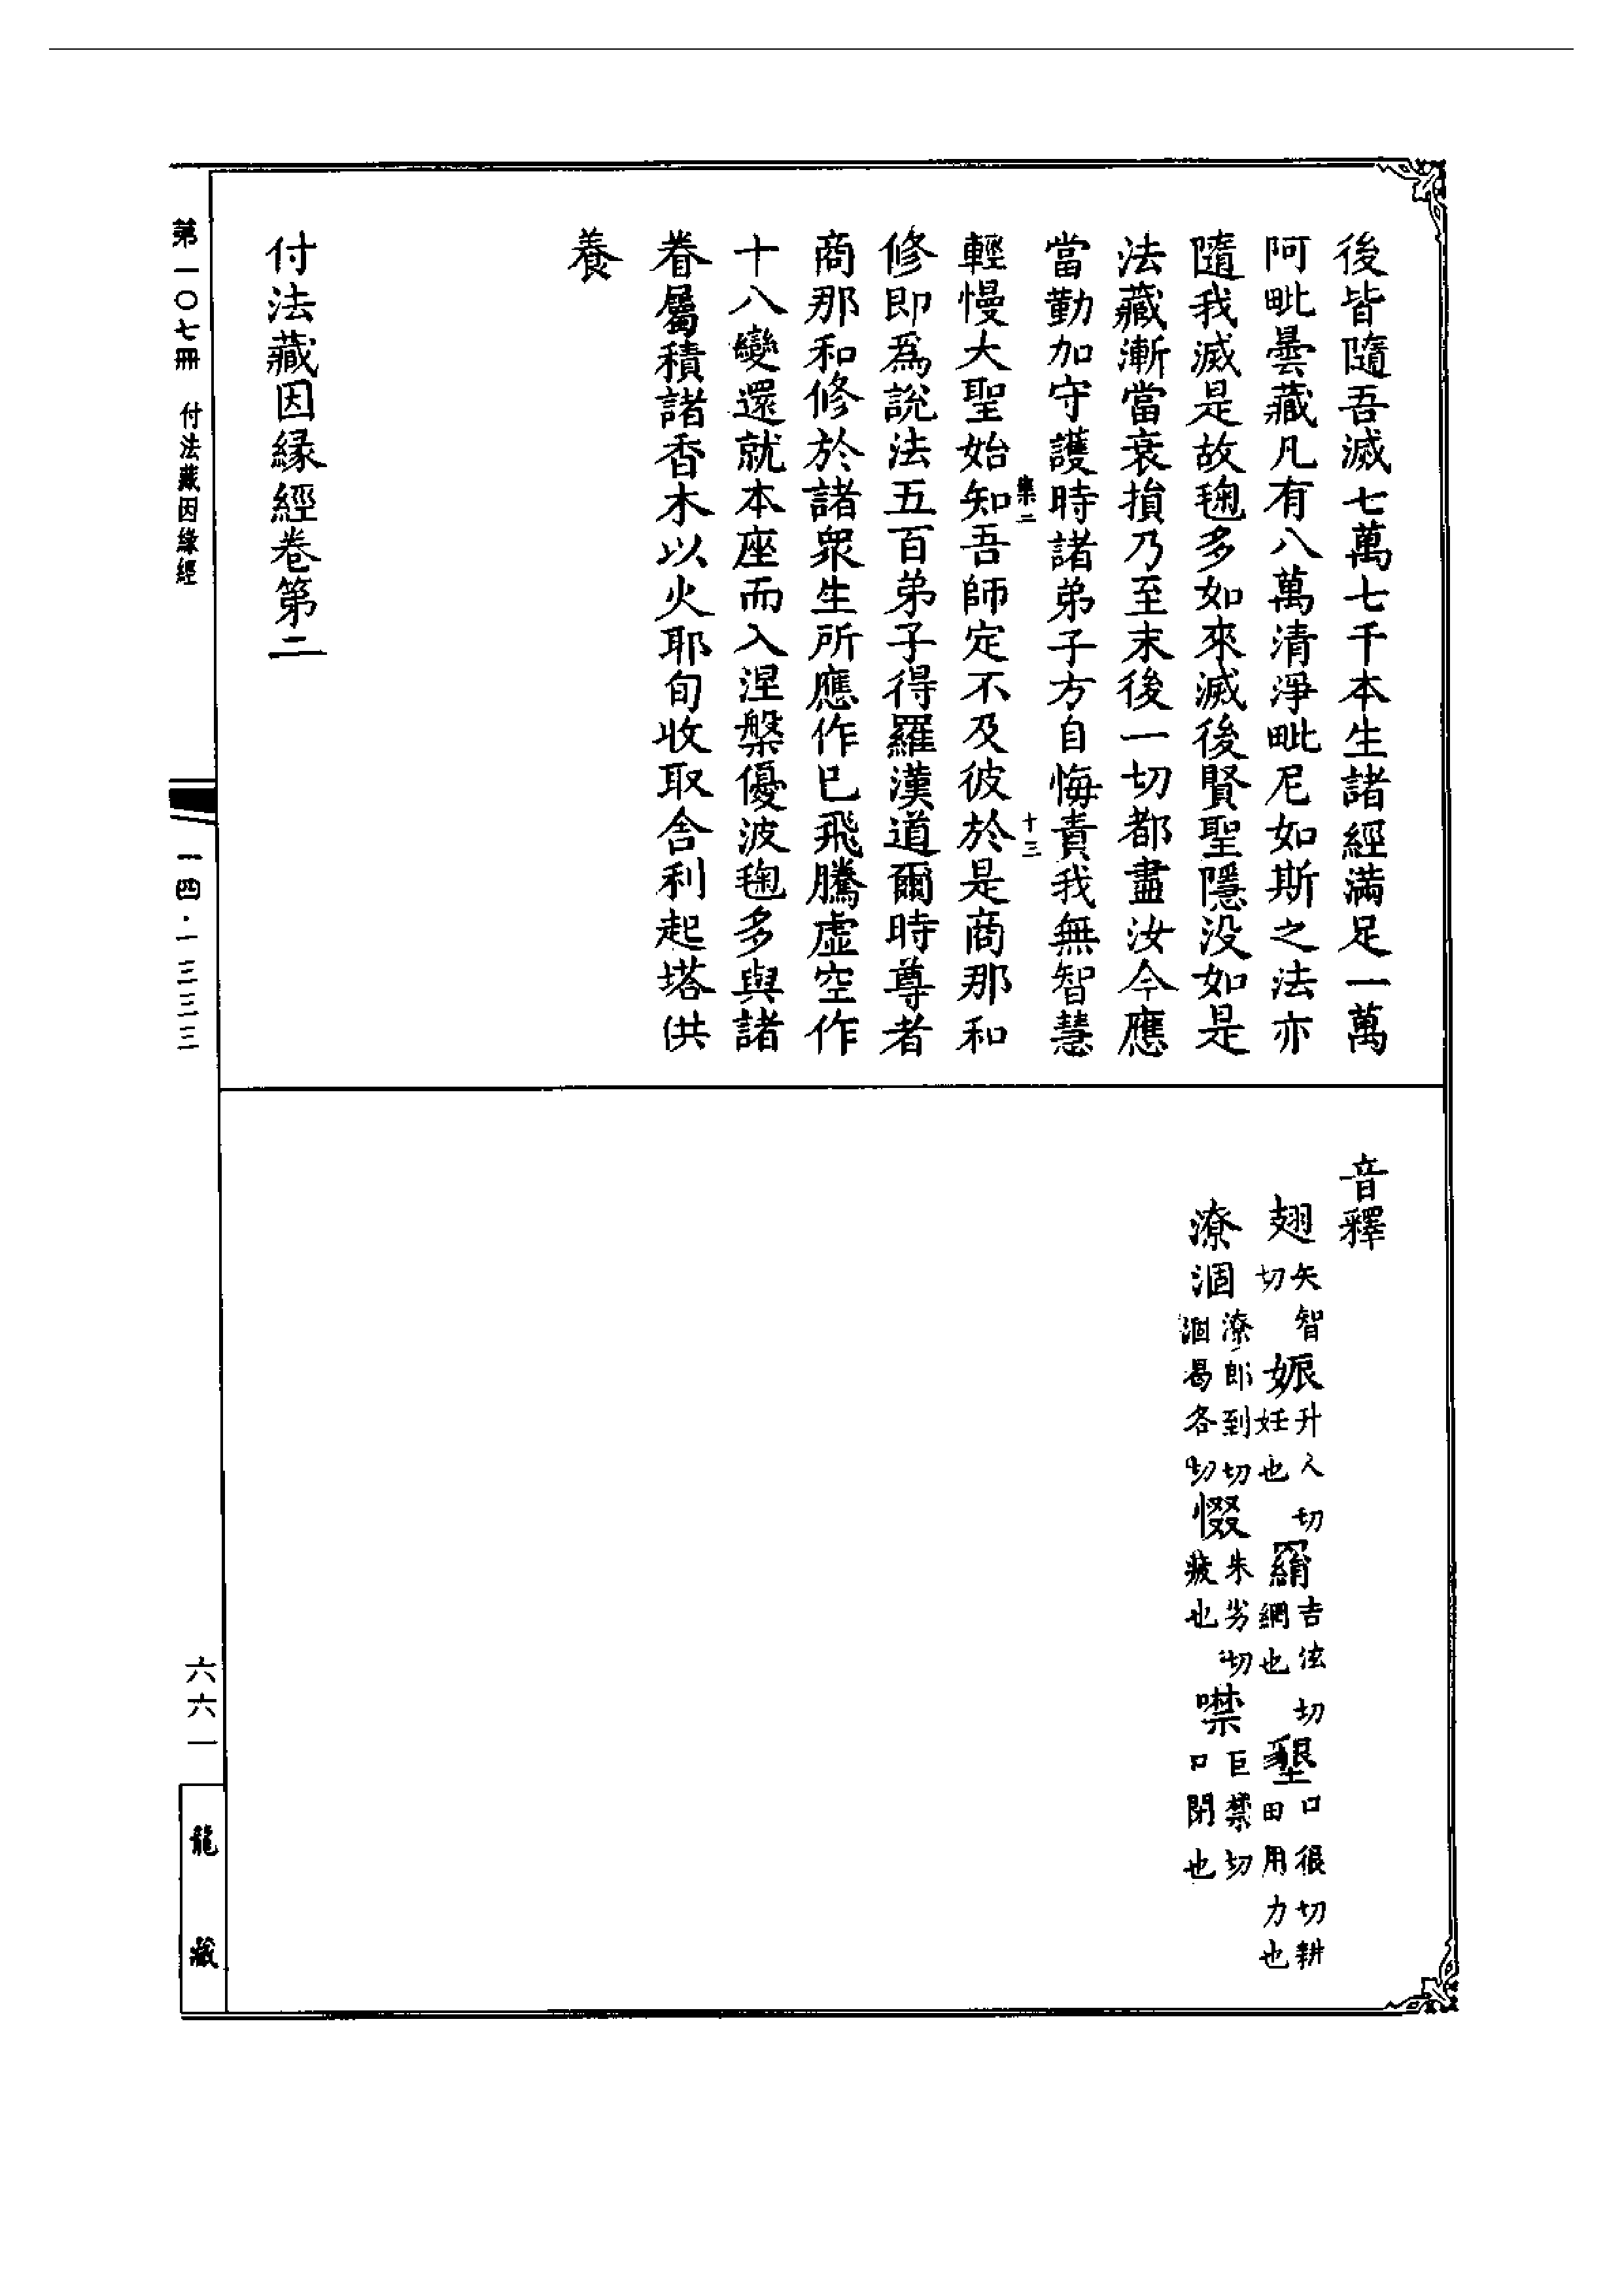 後皆隨吾滅七萬七千本生諸經滿足一萬
阿毗曇藏凡有八萬清淨毗尼如斯之法亦
隨我滅是故毱多如來滅後賢聖隱没如是
法藏漸當衰損乃至末後一切都盡汝今應
當勤加守護時諸弟子方自悔責我無智慧
集二 十三
輕慢大聖始知吾師定不及彼於是商那和
修即爲說法五百弟子得羅漢道爾時尊者
商那和修於諸衆生所應作已飛騰虛空作
十八變還就本座而入涅槃優波毱多與諸
眷屬積諸香木以火耶旬收取舍利起塔供
養
付法藏因緣經卷第二
音釋
翅矢智切 娠升人切妊也 羂吉泫切網也 墾口很切耕田用力也
潦涸潦郎到切涸曷各切 惙朱劣切疲也 噤巨禁切口閉也
第一〇七冊 付法藏因緣經
一四·一三三三
六六一
龍藏